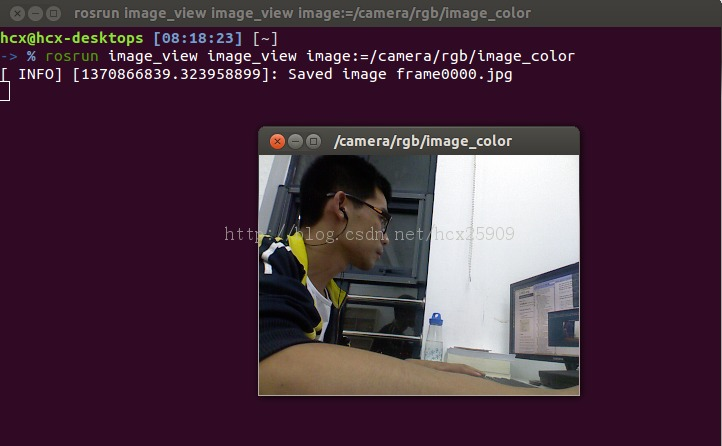 rosrun image_view image_view image:=/camera/rgb/image_color
hcx@hcx-desktops [08:18:23] [~]
-> % rosrun image_view image_view image:=/camera/rgb/image_color
[ INFO] [1370866839.323958899]: Saved image frame0000.jpg
/camera/rgb/image_color
http://blog.csdn.net/hcx25909